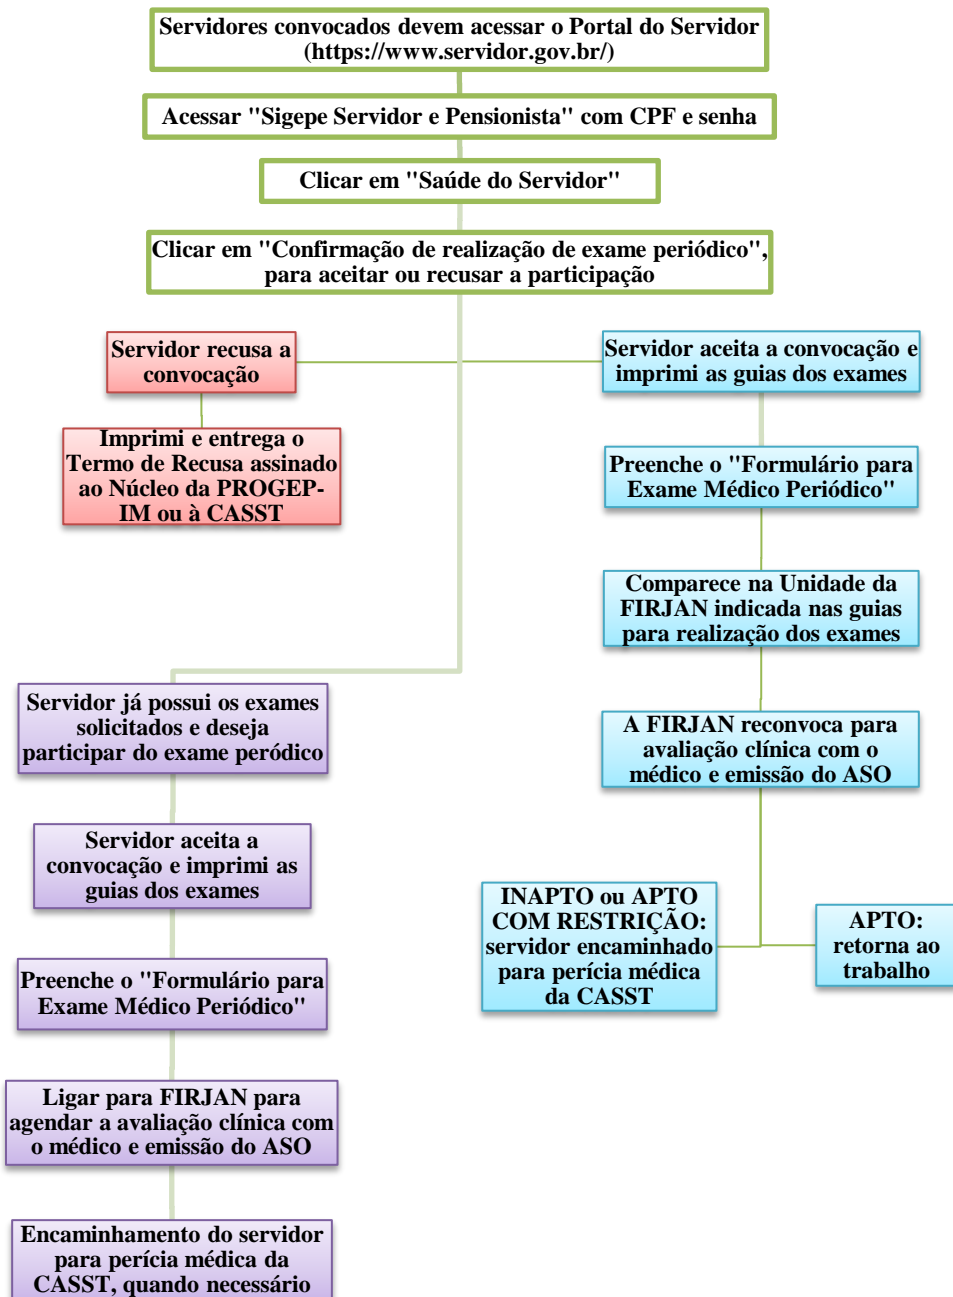 Servidores convocados devem acessar o Portal do Servidor
(https://www.servidor.gov.br/)
Acessar "Sigepe Servidor e Pensionista" com CPF e senha
Clicar em "Saúde do Servidor"
Clicar em "Confirmação de realização de exame periódico",
para aceitar ou recusar a participação
Servidor recusa a
convocação
Imprimi e entrega o
Termo de Recusa assinado
ao Núcleo da PROGEP-
IM ou à CASST
Servidor aceita a convocação e
imprimi as guias dos exames
Preenche o "Formulário para
Exame Médico Periódico"
Comparece na Unidade da
FIRJAN indicada nas guias
para realização dos exames
A FIRJAN reconvoca para
avaliação clínica com o
médico e emissão do ASO
INAPTO ou APTO
COM RESTRIÇÃO:
servidor encaminhado
para perícia médica
da CASST
APTO:
retorna ao
trabalho
Servidor já possui os exames
solicitados e deseja
participar do exame peródico
Servidor aceita a
convocação e imprimi as
guias dos exames
Preenche o "Formulário para
Exame Médico Periódico"
Ligar para FIRJAN para
agendar a avaliação clínica com
o médico e emissão do ASO
Encaminhamento do servidor
para perícia médica da
CASST, quando necessário